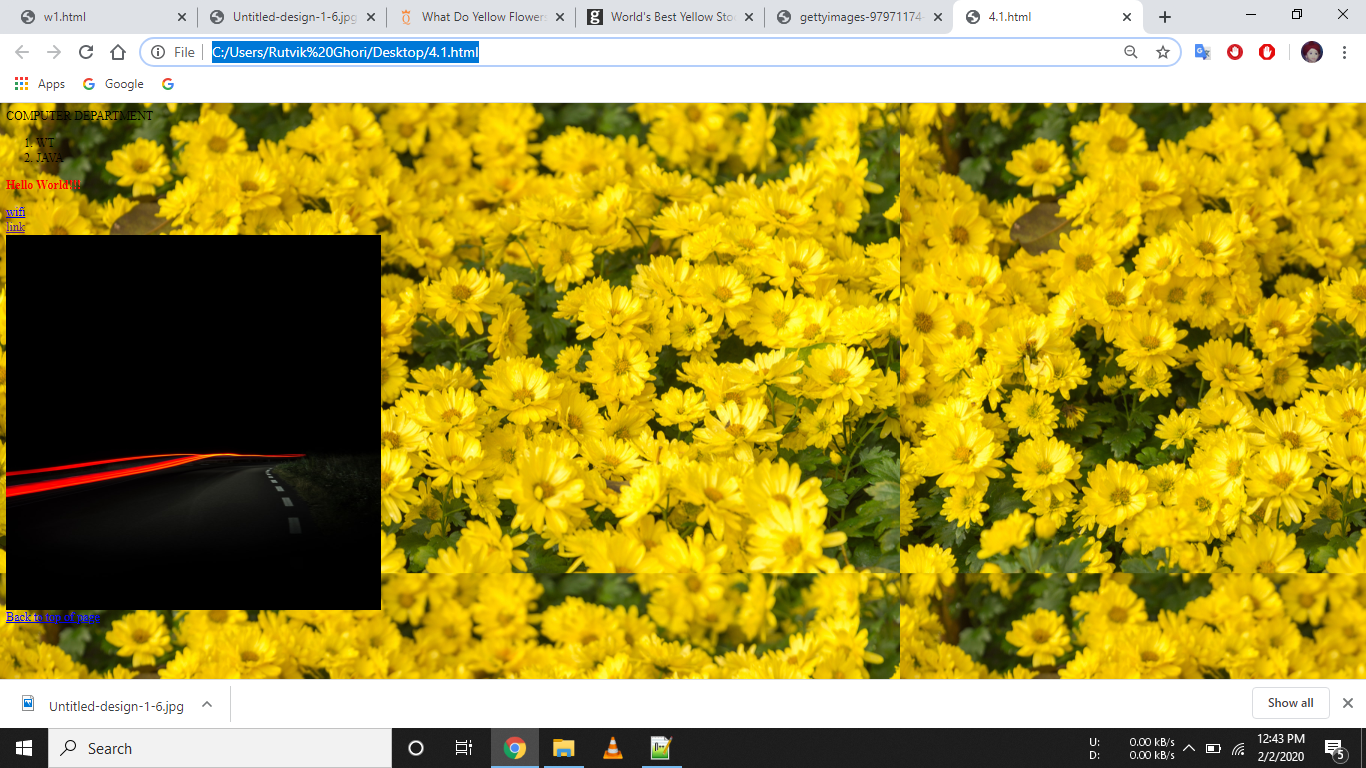 w1.html
Untitled-design-1-6.jpg
What Do Yellow Flowers
World's Best Yellow Sto
gettyimages-97971174-
4.1.html
File
C:/Users/Rutvik%20Ghori/Desktop/4.1.html
Apps
Google
COMPUTER DEPARTMENT
1. WT
2. JAVA
Hello World!!!
wifi
link
Back to top of page
Untitled-design-1-6.jpg
Show all
Search
U: 0.00 kB/s
D: 0.00 kB/s
12:43 PM
2/2/2020
5